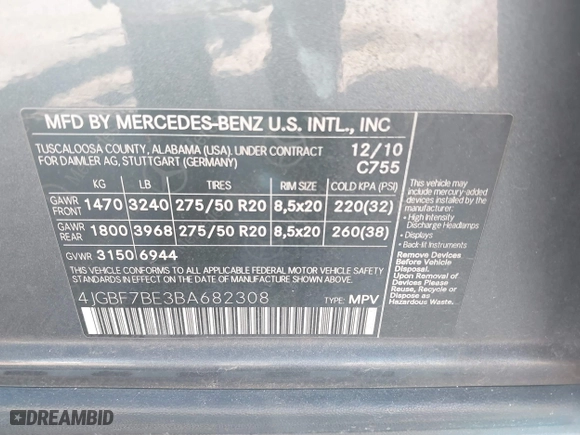 MFD BY MERCEDES-BENZ U.S. INTL., INC
TUSCALOOSA COUNTY, ALABAMA (USA). UNDER CONTRACT
FOR DAIMLER AG, STUTTGART (GERMANY)
12/10
C755
KG LB TIRES RIM SIZE COLD KPA (PSI)
GAWR FRONT 1470 3240 275/50 R20 8,5x20 220(32)
GAWR REAR 1800 3968 275/50 R20 8,5x20 260(38)
GVWR 3150 6944
THIS VEHICLE CONFORMS TO ALL APPLICABLE FEDERAL MOTOR VEHICLE SAFETY
STANDARDS IN EFFECT ON THE DATE OF MANUFACTURE SHOWN ABOVE.
4JGBF7BE3BA682308
TYPE: MPV
This vehicle may
include mercury-added
devices installed by the
manufacturer:
• High Intensity
Discharge Headlamps
• Displays
• Back-lit Instruments
Remove Devices
Before Vehicle
Disposal.
Upon Removal of
Devices Please
Reuse, Recycle
or Dispose as
Hazardous Waste.
DREAMBID